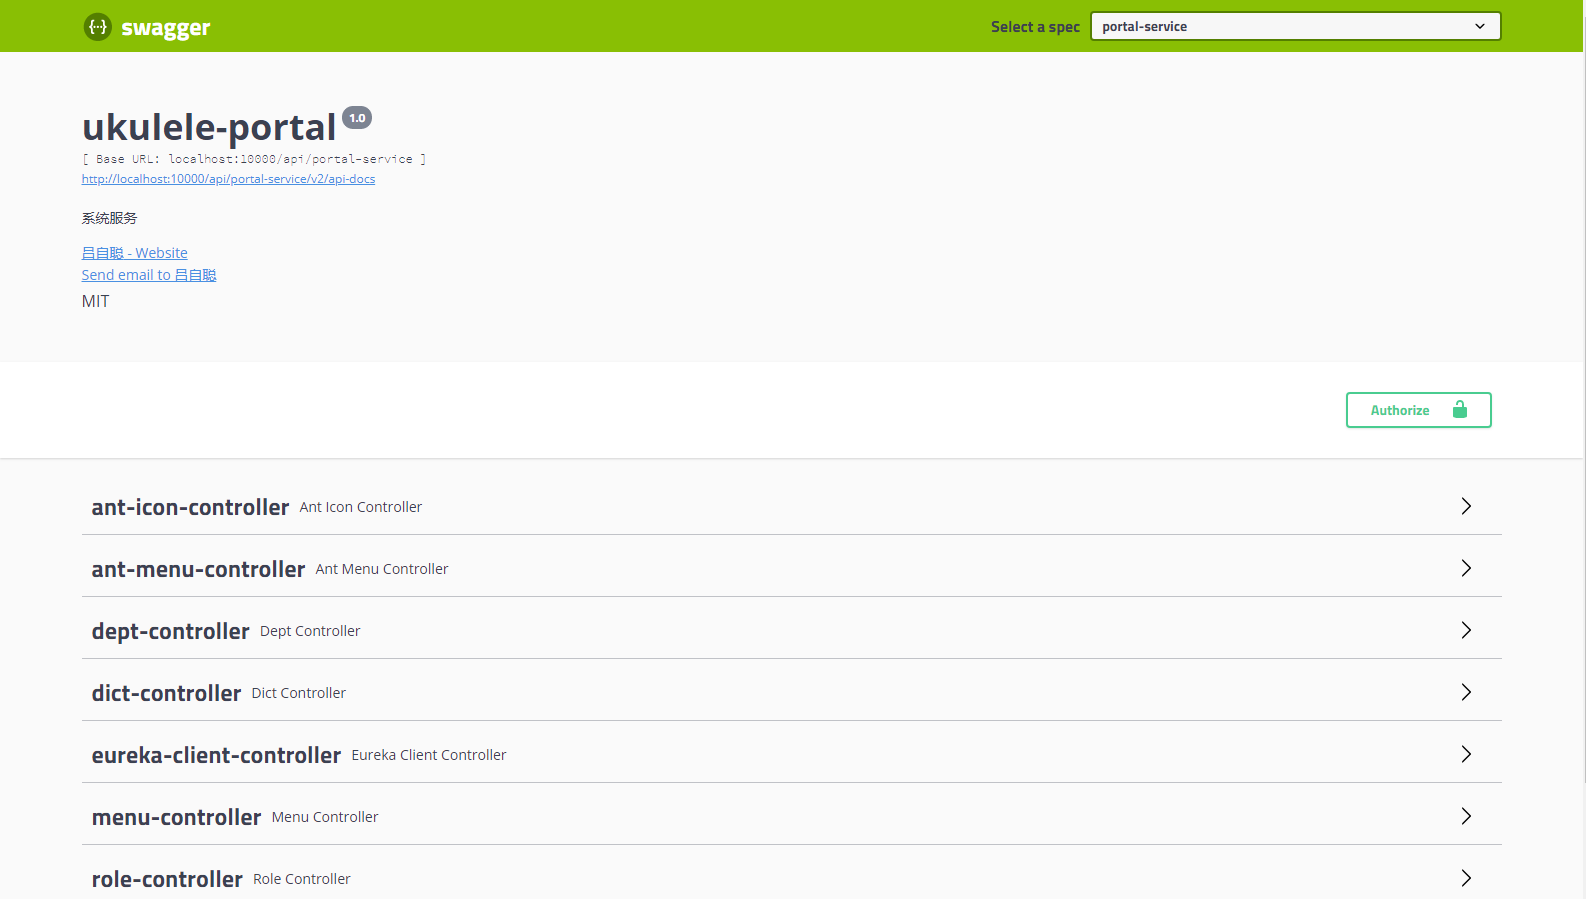 {···} swagger
Select a spec portal-service
ukulele-portal 1.0
[ Base URL: localhost:10000/api/portal-service ]
http://localhost:10000/api/portal-service/v2/api-docs
系统服务
吕自聪 - Website
Send email to 吕自聪
MIT
Authorize
ant-icon-controller Ant Icon Controller
ant-menu-controller Ant Menu Controller
dept-controller Dept Controller
dict-controller Dict Controller
eureka-client-controller Eureka Client Controller
menu-controller Menu Controller
role-controller Role Controller